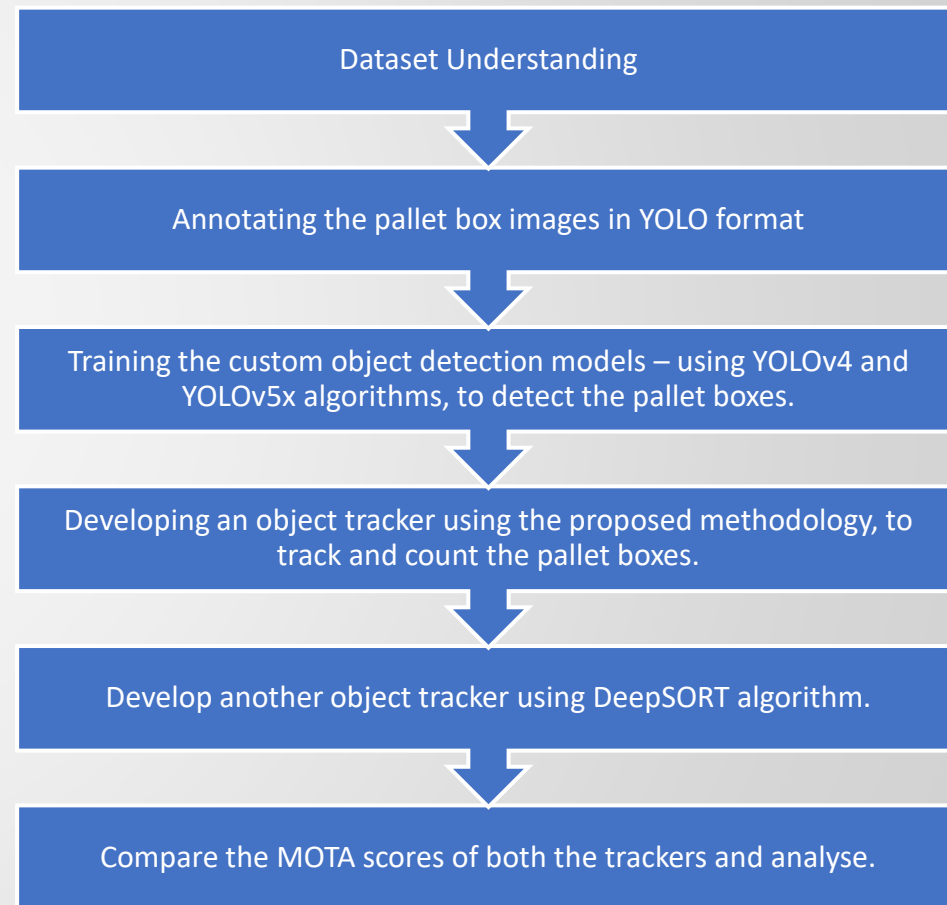 Dataset Understanding
Annotating the pallet box images in YOLO format
Training the custom object detection models – using YOLOv4 and
YOLOv5x algorithms, to detect the pallet boxes.
Developing an object tracker using the proposed methodology, to
track and count the pallet boxes.
Develop another object tracker using DeepSORT algorithm.
Compare the MOTA scores of both the trackers and analyse.